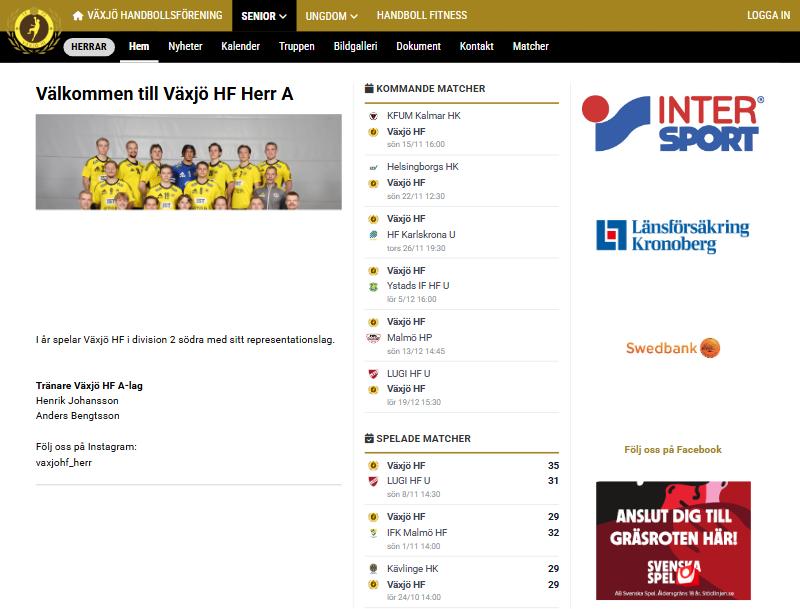 VÄXJÖ HANDBOLLSFÖRENING SENIOR UNGDOM HANDBOLL FITNESS LOGGA IN
HERRAR Hem Nyheter Kalender Truppen Bildgalleri Dokument Kontakt Matcher
Välkommen till Växjö HF Herr A
I år spelar Växjö HF i division 2 södra med sitt representationslag.
Tränare Växjö HF A-lag
Henrik Johansson
Anders Bengtsson
Följ oss på Instagram:
vaxjohf_herr
KOMMANDE MATCHER
KFUM Kalmar HK
Växjö HF
sön 15/11 16:00
Helsingborgs HK
Växjö HF
sön 22/11 12:30
Växjö HF
HF Karlskrona U
tors 26/11 19:30
Växjö HF
Ystads IF HF U
lör 5/12 16:00
Växjö HF
Malmö HP
sön 13/12 14:45
LUGI HF U
Växjö HF
lör 19/12 15:30
SPELADE MATCHER
Växjö HF 35
LUGI HF U 31
sön 8/11 14:30
Växjö HF 29
IFK Malmö HF 32
sön 1/11 14:00
Kävlinge HK 29
Växjö HF 29
lör 24/10 14:00
INTER
SPORT
Länsförsäkring
Kronoberg
Swedbank
Följ oss på Facebook
ANSLUT DIG TILL
GRÄSROTEN HÄR!
SVENSKA
SPEL
AB Svenska Spel. Åldersgräns 18 år. Stödlinjen.se